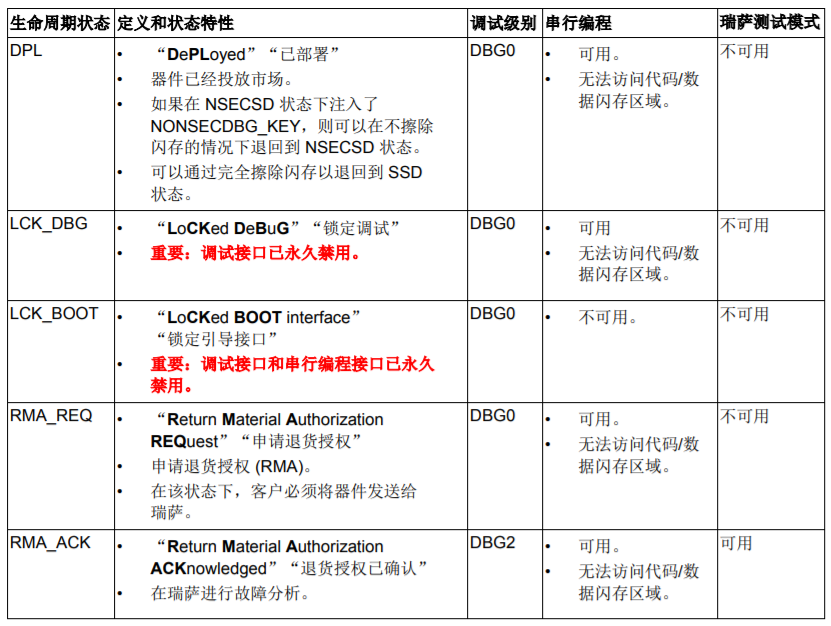 生命周期状态 定义和状态特性 调试级别 串行编程 瑞萨测试模式
DPL
• “DePLoyed”“已部署”
• 器件已经投放市场。
• 如果在 NSECSD 状态下注入了
NONSECDBG_KEY，则可以在不擦除
闪存的情况下退回到 NSECSD 状态。
• 可以通过完全擦除闪存以退回到 SSD
状态。
DBG0
• 可用。
• 无法访问代码/数
据闪存区域。
不可用
LCK_DBG
• “LoCKed DeBuG”“锁定调试”
• 重要：调试接口已永久禁用。
DBG0
• 可用
• 无法访问代码/数
据闪存区域。
不可用
LCK_BOOT
• “LoCKed BOOT interface”
“锁定引导接口”
• 重要：调试接口和串行编程接口已永久
禁用。
DBG0
• 不可用。
不可用
RMA_REQ
• “Return Material Authorization
REQuest”“申请退货授权”
• 申请退货授权 (RMA)。
• 在该状态下，客户必须将器件发送给
瑞萨。
DBG0
• 可用。
• 无法访问代码/数
据闪存区域。
不可用
RMA_ACK
• “Return Material Authorization
ACKnowledged”“退货授权已确认”
• 在瑞萨进行故障分析。
DBG2
• 可用。
• 无法访问代码/数
据闪存区域。
可用